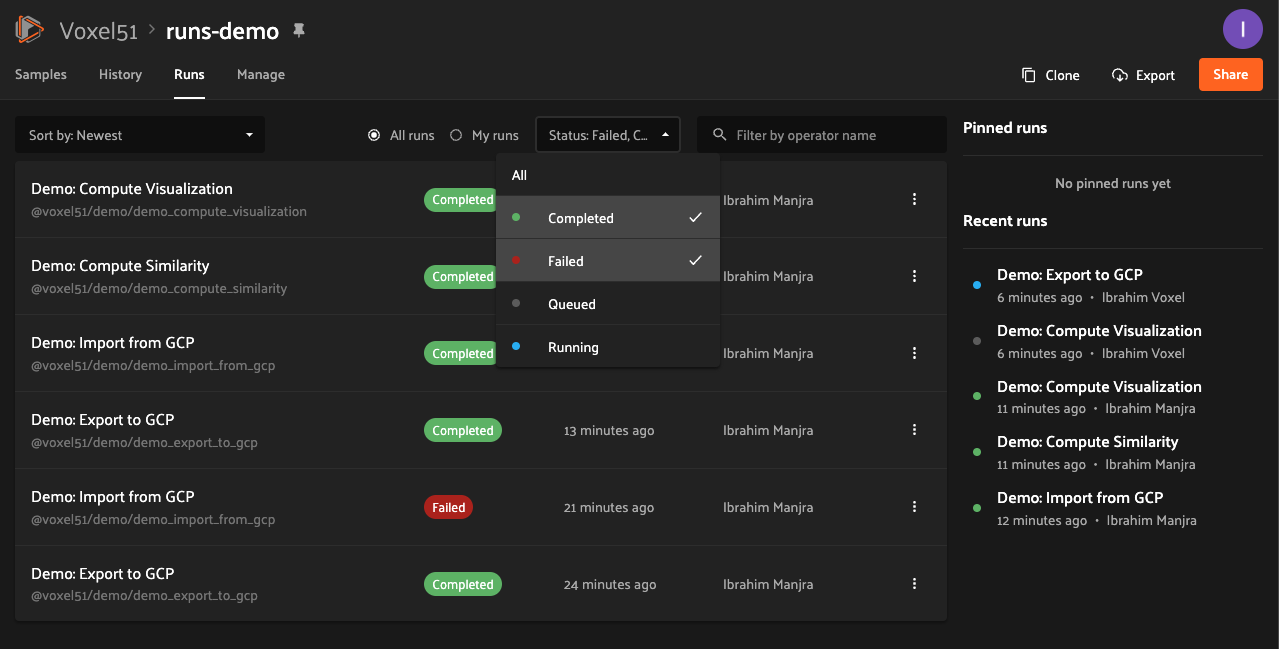 Voxel51 > runs-demo
I
Samples History Runs Manage
Clone Export Share
Sort by: Newest
All runs My runs
Status: Failed, C...
Filter by operator name
All
Completed
Failed
Queued
Running
Demo: Compute Visualization
@voxel51/demo/demo_compute_visualization
Completed Ibrahim Manjra
Demo: Compute Similarity
@voxel51/demo/demo_compute_similarity
Completed Ibrahim Manjra
Demo: Import from GCP
@voxel51/demo/demo_import_from_gcp
Completed Ibrahim Manjra
Demo: Export to GCP
@voxel51/demo/demo_export_to_gcp
Completed 13 minutes ago Ibrahim Manjra
Demo: Import from GCP
@voxel51/demo/demo_import_from_gcp
Failed 21 minutes ago Ibrahim Manjra
Demo: Export to GCP
@voxel51/demo/demo_export_to_gcp
Completed 24 minutes ago Ibrahim Manjra
Pinned runs
No pinned runs yet
Recent runs
Demo: Export to GCP
6 minutes ago • Ibrahim Voxel
Demo: Compute Visualization
6 minutes ago • Ibrahim Voxel
Demo: Compute Visualization
11 minutes ago • Ibrahim Manjra
Demo: Compute Similarity
11 minutes ago • Ibrahim Manjra
Demo: Import from GCP
12 minutes ago • Ibrahim Manjra